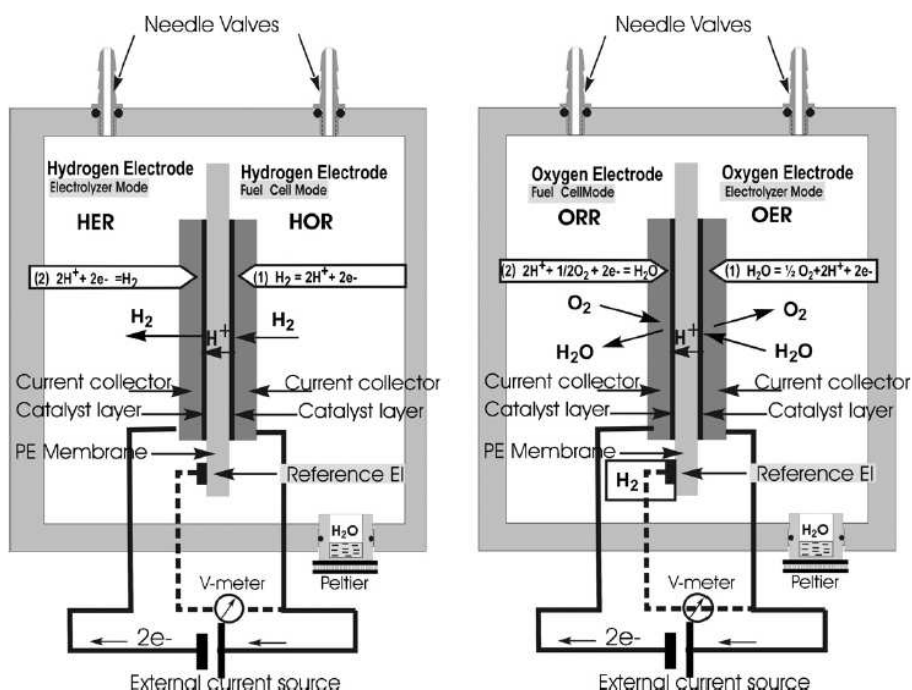 Needle Valves
Hydrogen Electrode
Electrolyzer Mode
HER
Hydrogen Electrode
Fuel Cell Mode
HOR
(2) 2H+ + 2e- =H2
(1) H2 = 2H+ + 2e-
H2
H+
H2
Current collector
Current collector
Catalyst layer
Catalyst layer
PE Membrane
Reference El
H2O
Peltier
V-meter
2e-
External current source
Needle Valves
Oxygen Electrode
Fuel CellMode
ORR
Oxygen Electrode
Electrolyzer Mode
OER
(2) 2H+ + 1/2O2 + 2e- = H2O
(1) H2O = ½ O2 +2H+ + 2e-
O2
H2O
H+
O2
H2O
Current collector
Current collector
Catalyst layer
Catalyst layer
PE Membrane
H2
Reference El
H2O
Peltier
V-meter
2e-
External current source